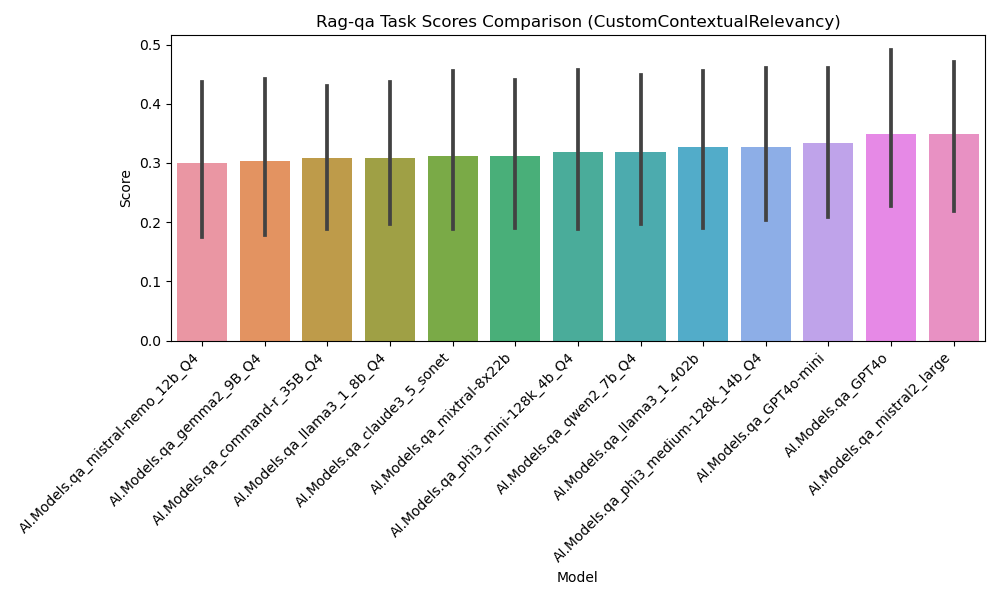 Rag-qa Task Scores Comparison (CustomContextualRelevancy)
0.5
0.4
0.3
0.2
0.1
0.0
Score
AI.Models.qa_mistral-nemo_12b_Q4
AI.Models.qa_gemma2_9B_Q4
AI.Models.qa_command-r_35B_Q4
AI.Models.qa_llama3_1_8b_Q4
AI.Models.qa_claude3_5_sonet
AI.Models.qa_mixtral-8x22b
AI.Models.qa_phi3_mini-128k_4b_Q4
AI.Models.qa_qwen2_7b_Q4
AI.Models.qa_llama3_1_402b
AI.Models.qa_phi3_medium-128k_14b_Q4
AI.Models.qa_GPT4o-mini
AI.Models.qa_GPT4o
AI.Models.qa_mistral2_large
Model